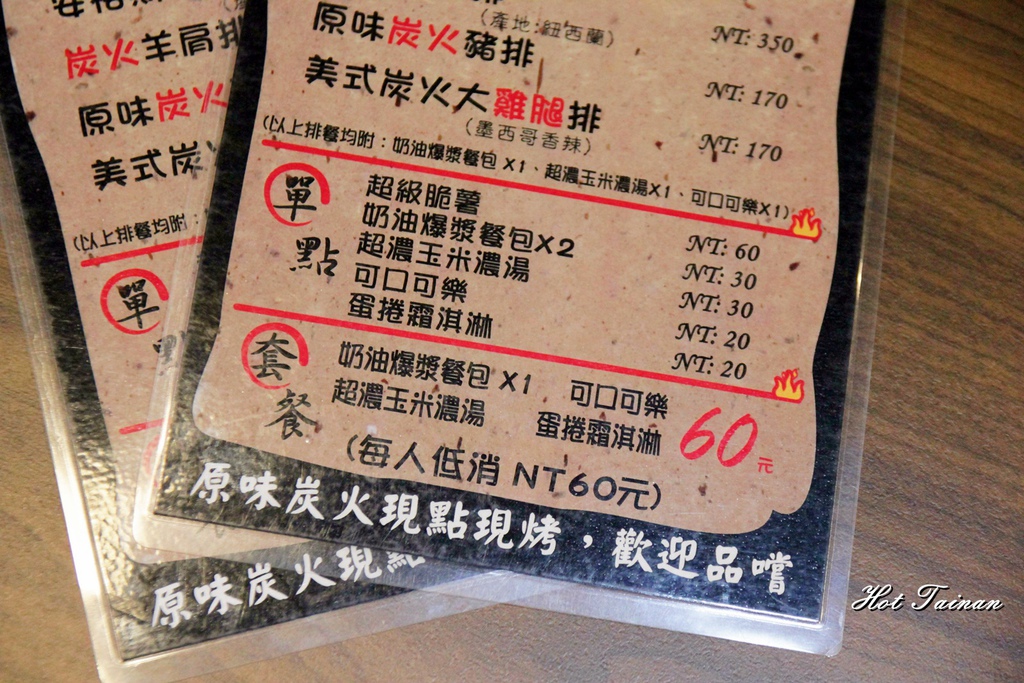 (產地:紐西蘭) NT: 350
原味炭火豬排 NT: 170
美式炭火大雞腿排 NT: 170
(墨西哥香辣)
(以上排餐均附：奶油爆漿餐包 X1、超濃玉米濃湯X1、可口可樂X1)
單點
超級脆薯 NT: 60
奶油爆漿餐包X2 NT: 30
超濃玉米濃湯 NT: 30
可口可樂 NT: 20
蛋捲霜淇淋 NT: 20
套餐
奶油爆漿餐包 X1 可口可樂
超濃玉米濃湯 蛋捲霜淇淋 60元
(每人低消 NT60元)
原味炭火現點現烤，歡迎品嚐
炭火羊肩排
原味炭火
美式炭
(以上排餐均附：
單點
原味炭火現點
Hot Tainan